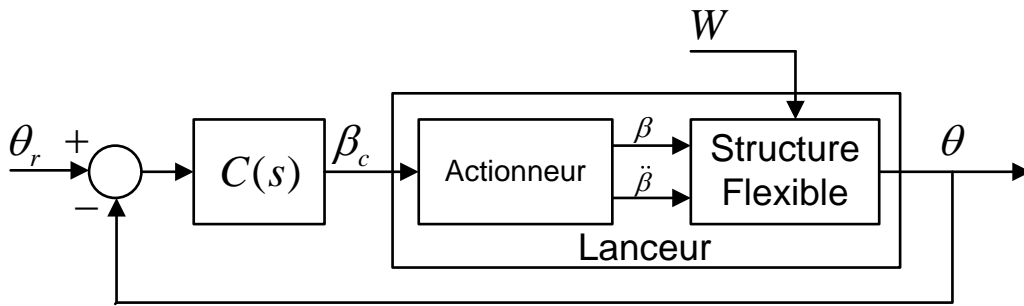 W
θ_r
+
−
C(s)
β_c
Actionneur
β
β̈
Structure
Flexible
θ
Lanceur